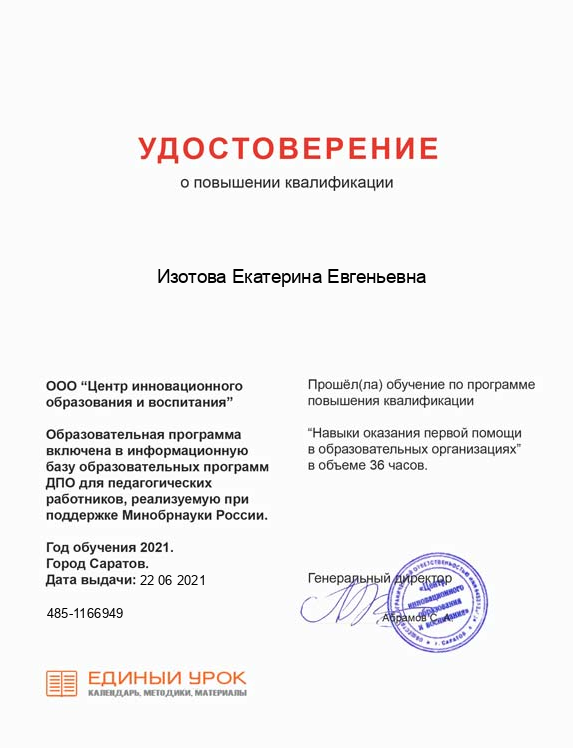 УДОСТОВЕРЕНИЕ
о повышении квалификации
Изотова Екатерина Евгеньевна
ООО “Центр инновационного
образования и воспитания”
Образовательная программа
включена в информационную
базу образовательных программ
ДПО для педагогических
работников, реализуемую при
поддержке Минобрнауки России.
Год обучения 2021.
Город Саратов.
Дата выдачи: 22 06 2021
485-1166949
Прошёл(ла) обучение по программе
повышения квалификации
“Навыки оказания первой помощи
в образовательных организациях”
в объеме 36 часов.
Генеральный директор
Абрамов С.А.
«Центр
инновационного
образования
и воспитания»
г. САРАТОВ
ЕДИНЫЙ УРОК
КАЛЕНДАРЬ, МЕТОДИКИ, МАТЕРИАЛЫ